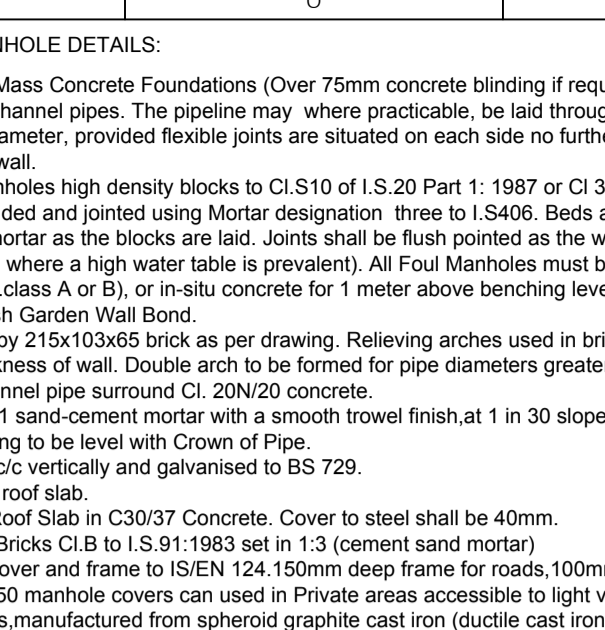 NHOLE DETAILS:
Mass Concrete Foundations (Over 75mm concrete blinding if requ
hannel pipes. The pipeline may where practicable, be laid throug
ameter, provided flexible joints are situated on each side no furthe
wall.
nholes high density blocks to Cl.S10 of I.S.20 Part 1: 1987 or Cl 3
ded and jointed using Mortar designation three to I.S406. Beds a
mortar as the blocks are laid. Joints shall be flush pointed as the w
where a high water table is prevalent). All Foul Manholes must b
.class A or B), or in-situ concrete for 1 meter above benching leve
sh Garden Wall Bond.
by 215x103x65 brick as per drawing. Relieving arches used in bri
kness of wall. Double arch to be formed for pipe diameters greate
nnel pipe surround Cl. 20N/20 concrete.
1 sand-cement mortar with a smooth trowel finish,at 1 in 30 slope
ng to be level with Crown of Pipe.
c/c vertically and galvanised to BS 729.
roof slab.
Roof Slab in C30/37 Concrete. Cover to steel shall be 40mm.
Bricks Cl.B to I.S.91:1983 set in 1:3 (cement sand mortar)
over and frame to IS/EN 124.150mm deep frame for roads,100mm
50 manhole covers can used in Private areas accessible to light v
s,manufactured from spheroid graphite cast iron (ductile cast iron